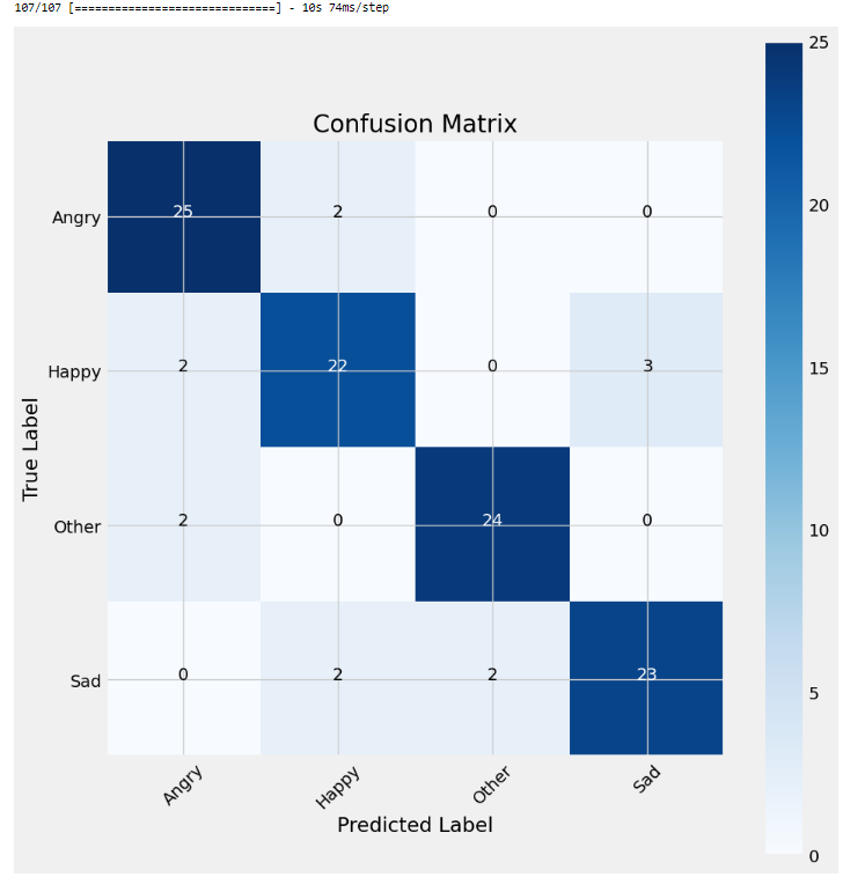 107/107 [==============================] - 10s 74ms/step
Confusion Matrix
25
Angry 25 2 0 0
20
Happy 2 22 0 3
15
True Label
Other 2 0 24 0
10
Sad 0 2 2 23
5
Angry Happy Other Sad
Predicted Label
0